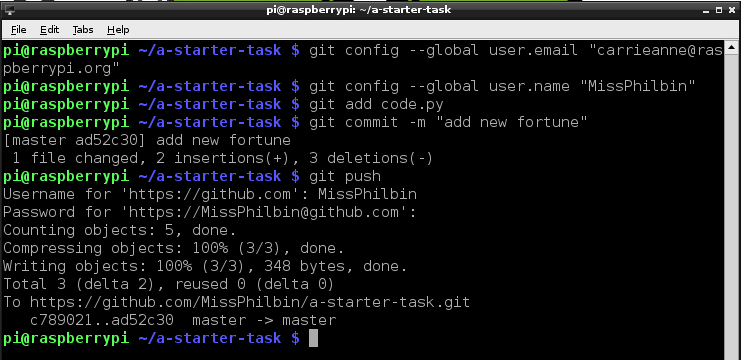 pi@raspberrypi: ~/a-starter-task
File Edit Tabs Help
pi@raspberrypi ~/a-starter-task $ git config --global user.email "carrieanne@ras
pberrypi.org"
pi@raspberrypi ~/a-starter-task $ git config --global user.name "MissPhilbin"
pi@raspberrypi ~/a-starter-task $ git add code.py
pi@raspberrypi ~/a-starter-task $ git commit -m "add new fortune"
[master ad52c30] add new fortune
 1 file changed, 2 insertions(+), 3 deletions(-)
pi@raspberrypi ~/a-starter-task $ git push
Username for 'https://github.com': MissPhilbin
Password for 'https://MissPhilbin@github.com':
Counting objects: 5, done.
Compressing objects: 100% (3/3), done.
Writing objects: 100% (3/3), 348 bytes, done.
Total 3 (delta 2), reused 0 (delta 0)
To https://github.com/MissPhilbin/a-starter-task.git
   c789021..ad52c30  master -> master
pi@raspberrypi ~/a-starter-task $